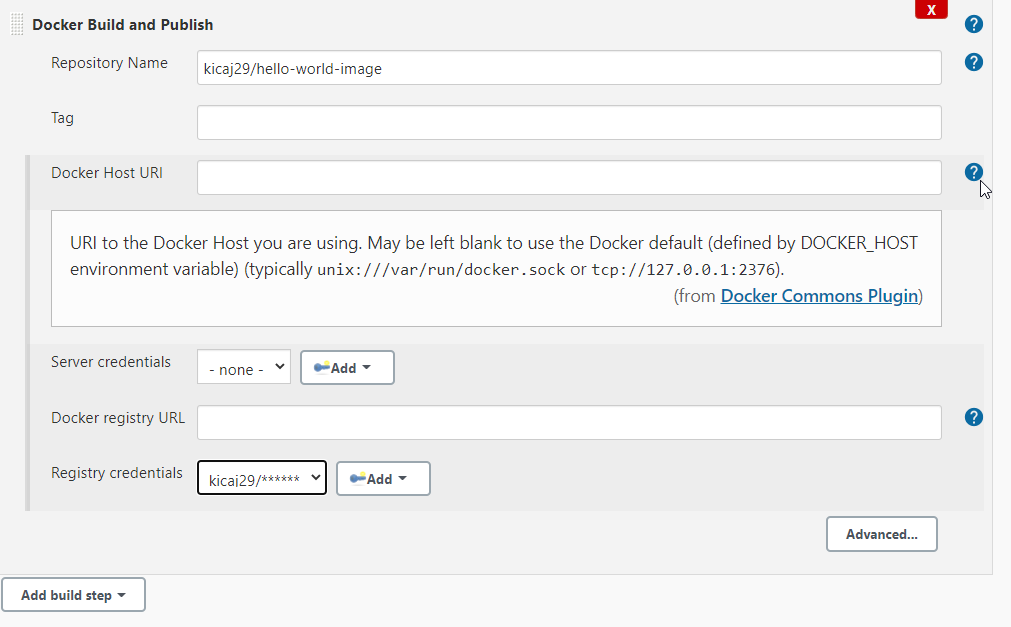 Docker Build and Publish
X
?
Repository Name
kicaj29/hello-world-image
?
Tag
Docker Host URI
?
URI to the Docker Host you are using. May be left blank to use the Docker default (defined by DOCKER_HOST
environment variable) (typically unix:///var/run/docker.sock or tcp://127.0.0.1:2376).
(from Docker Commons Plugin)
Server credentials
- none -
Add
Docker registry URL
?
Registry credentials
kicaj29/******
Add
Advanced...
Add build step